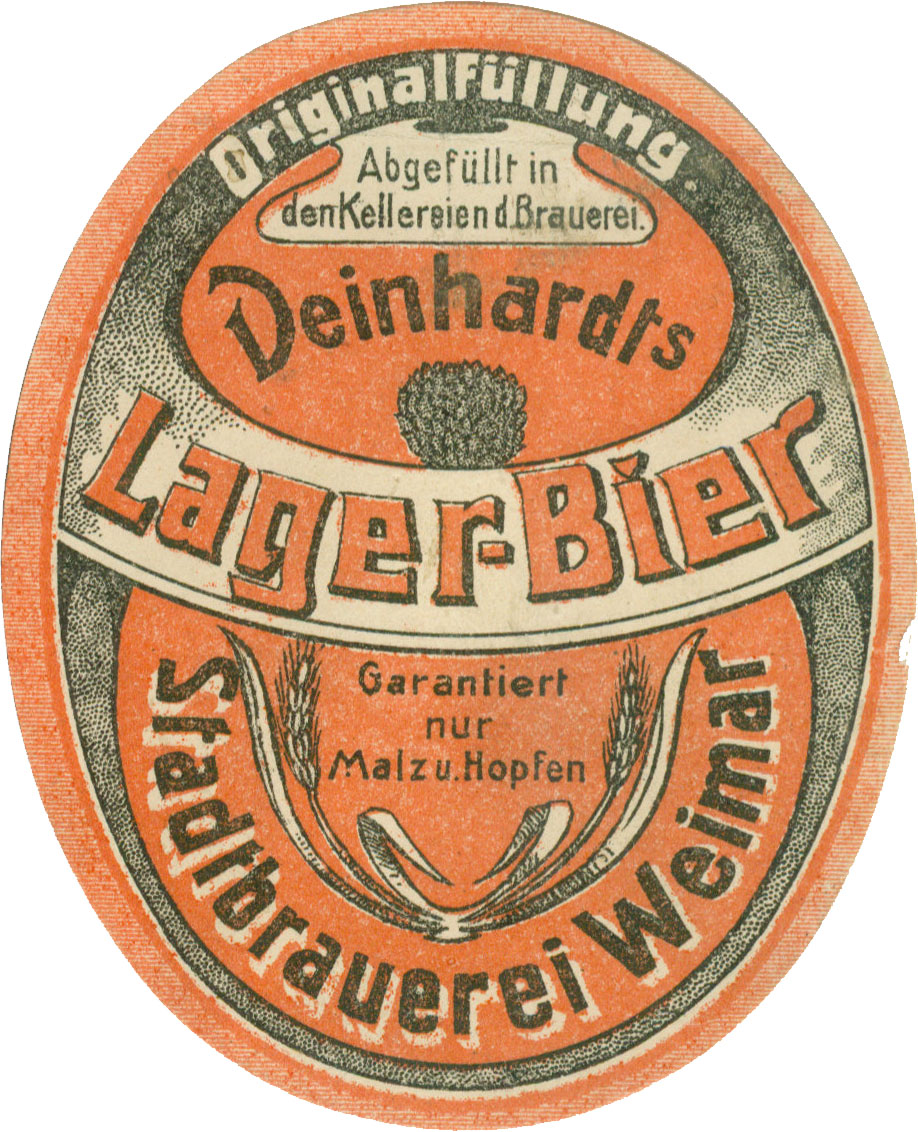 Originalfüllung.
Abgefüllt in
den Kellereien d. Brauerei.
Deinhardts
Lager-Bier
Garantiert
nur
Malz u. Hopfen
Stadtbrauerei Weimar